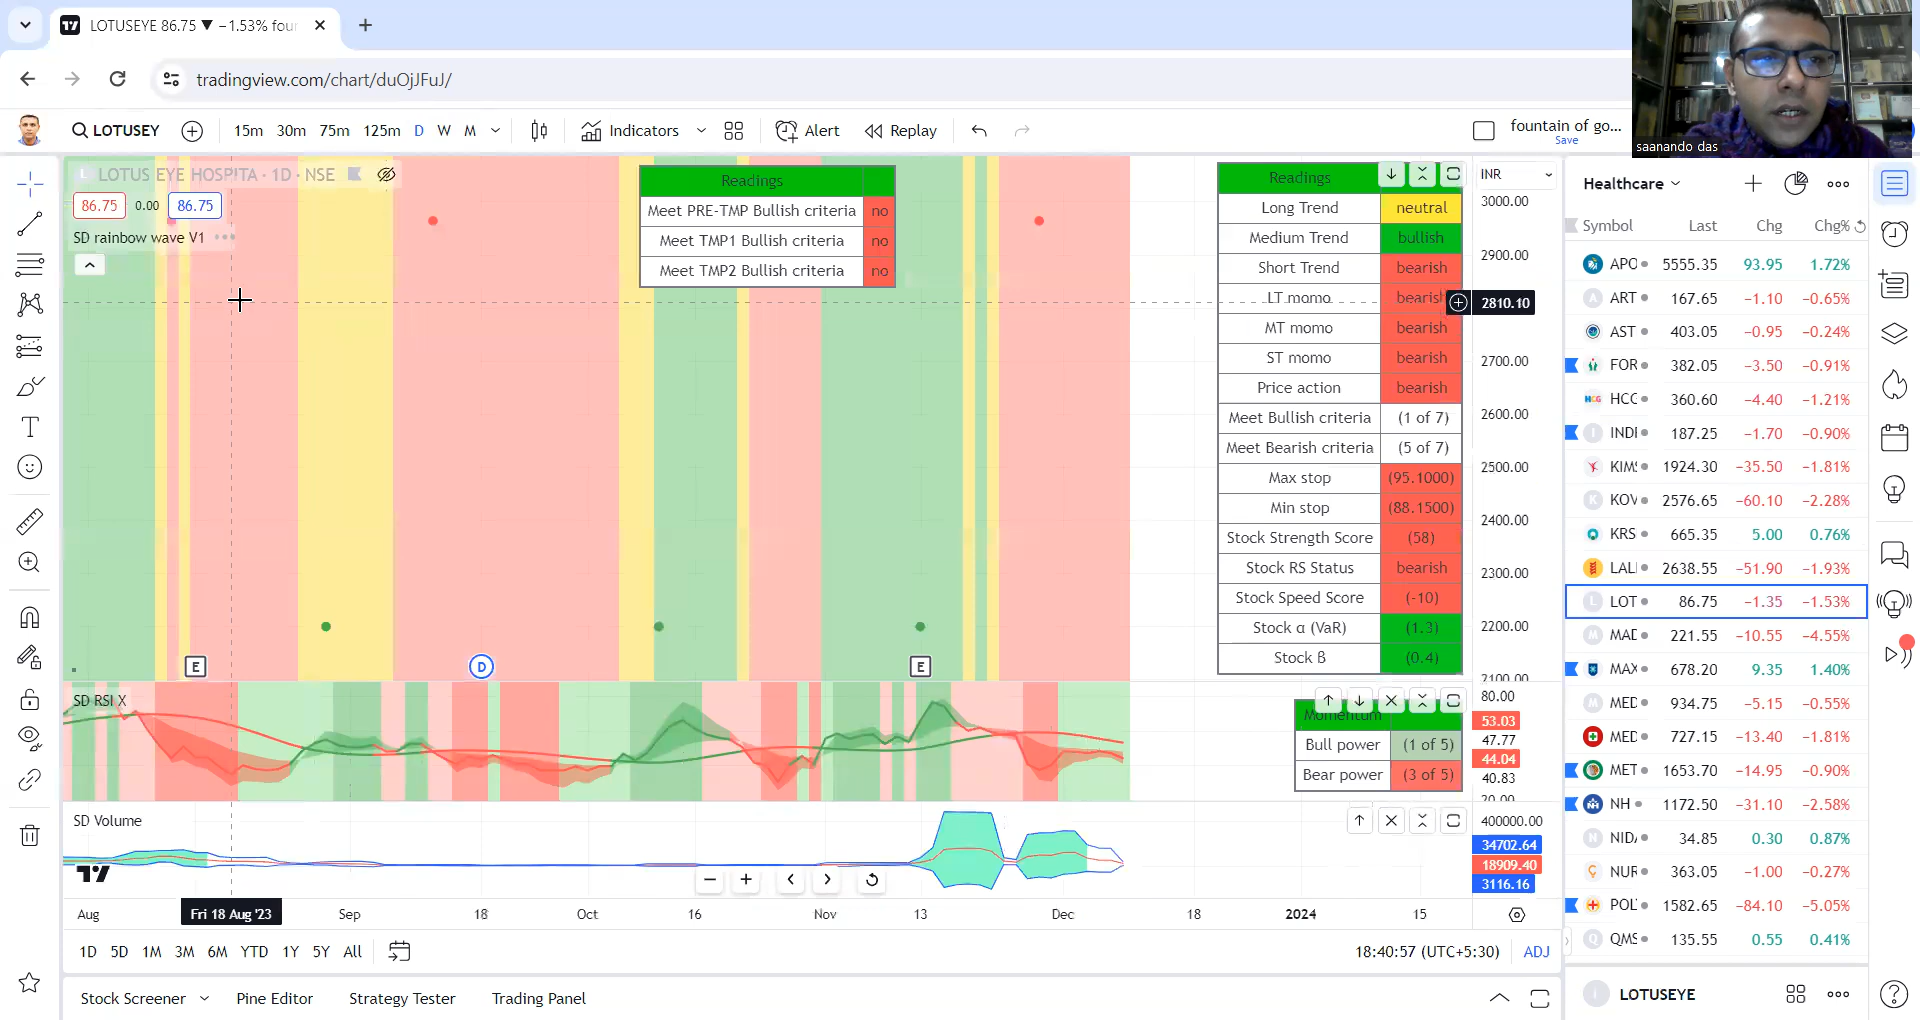 LOTUSEYE 86.75 ▼ −1.53% four
tradingview.com/chart/duOjJFuJ/
saanando das
LOTUSEY
15m 30m 75m 125m D W M
Indicators
Alert
Replay
fountain of go...
Save
LOTUS EYE HOSPITA · 1D · NSE
86.75 0.00 86.75
SD rainbow wave V1
Readings
Meet PRE-TMP Bullish criteria no
Meet TMP1 Bullish criteria no
Meet TMP2 Bullish criteria no
Readings
Long Trend neutral
Medium Trend bullish
Short Trend bearish
LT momo bearish
MT momo bearish
ST momo bearish
Price action bearish
Meet Bullish criteria (1 of 7)
Meet Bearish criteria (5 of 7)
Max stop (95.1000)
Min stop (88.1500)
Stock Strength Score (58)
Stock RS Status bearish
Stock Speed Score (-10)
Stock α (VaR) (1.3)
Stock ß (0.4)
INR
3000.00
2900.00
2810.10
2700.00
2600.00
2500.00
2400.00
2300.00
2200.00
2100.00
E D E
SD RSI X
Momentum
Bull power (1 of 5)
Bear power (3 of 5)
80.00
53.03
47.77
44.04
40.83
20.00
SD Volume
400000.00
34702.64
18909.40
3116.16
Aug Fri 18 Aug '23 Sep 18 Oct 16 Nov 13 Dec 18 2024 15
1D 5D 1M 3M 6M YTD 1Y 5Y All
18:40:57 (UTC+5:30) ADJ
Stock Screener Pine Editor Strategy Tester Trading Panel
Healthcare
Symbol Last Chg Chg%
APO 5555.35 93.95 1.72%
ART 167.65 −1.10 −0.65%
AST 403.05 −0.95 −0.24%
FOR 382.05 −3.50 −0.91%
HCG 360.60 −4.40 −1.21%
INDI 187.25 −1.70 −0.90%
KIMS 1924.30 −35.50 −1.81%
KOV 2576.65 −60.10 −2.28%
KRS 665.35 5.00 0.76%
LALI 2638.55 −51.90 −1.93%
LOT 86.75 −1.35 −1.53%
MAD 221.55 −10.55 −4.55%
MAX 678.20 9.35 1.40%
MED 934.75 −5.15 −0.55%
MED 727.15 −13.40 −1.81%
MET 1653.70 −14.95 −0.90%
NH 1172.50 −31.10 −2.58%
NID 34.85 0.30 0.87%
NUR 363.05 −1.00 −0.27%
POL 1582.65 −84.10 −5.05%
QMS 135.55 0.55 0.41%
LOTUSEYE